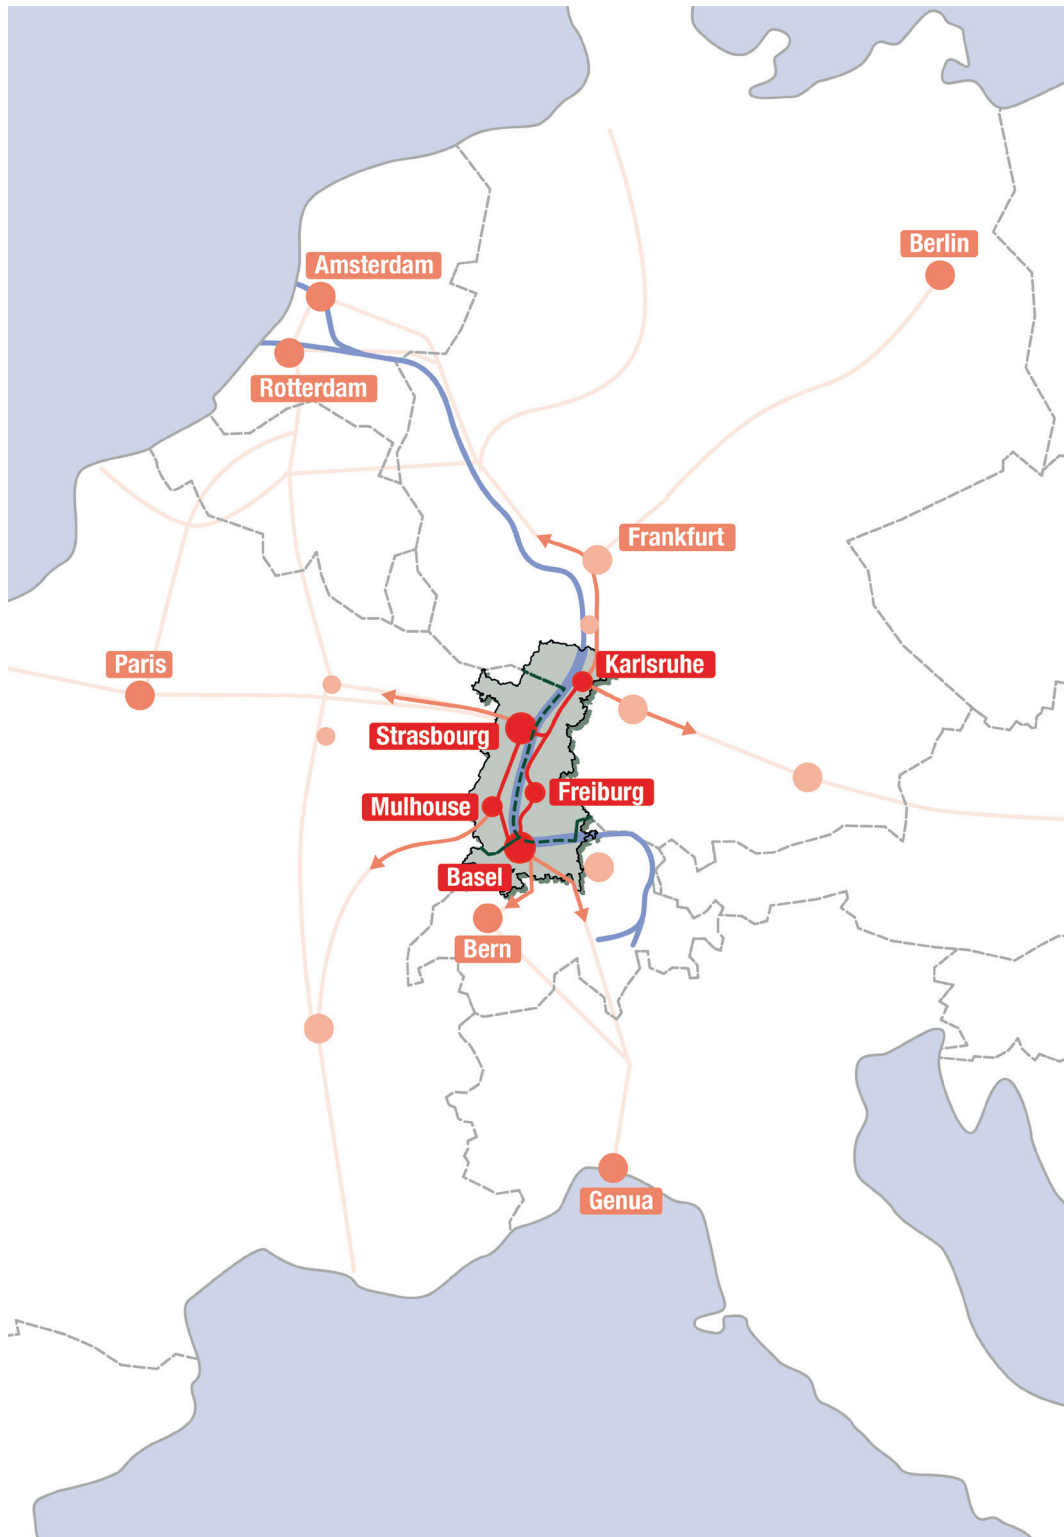 Berlin
Amsterdam
Rotterdam
Frankfurt
Paris
Karlsruhe
Strasbourg
Freiburg
Mulhouse
Basel
Bern
Genua